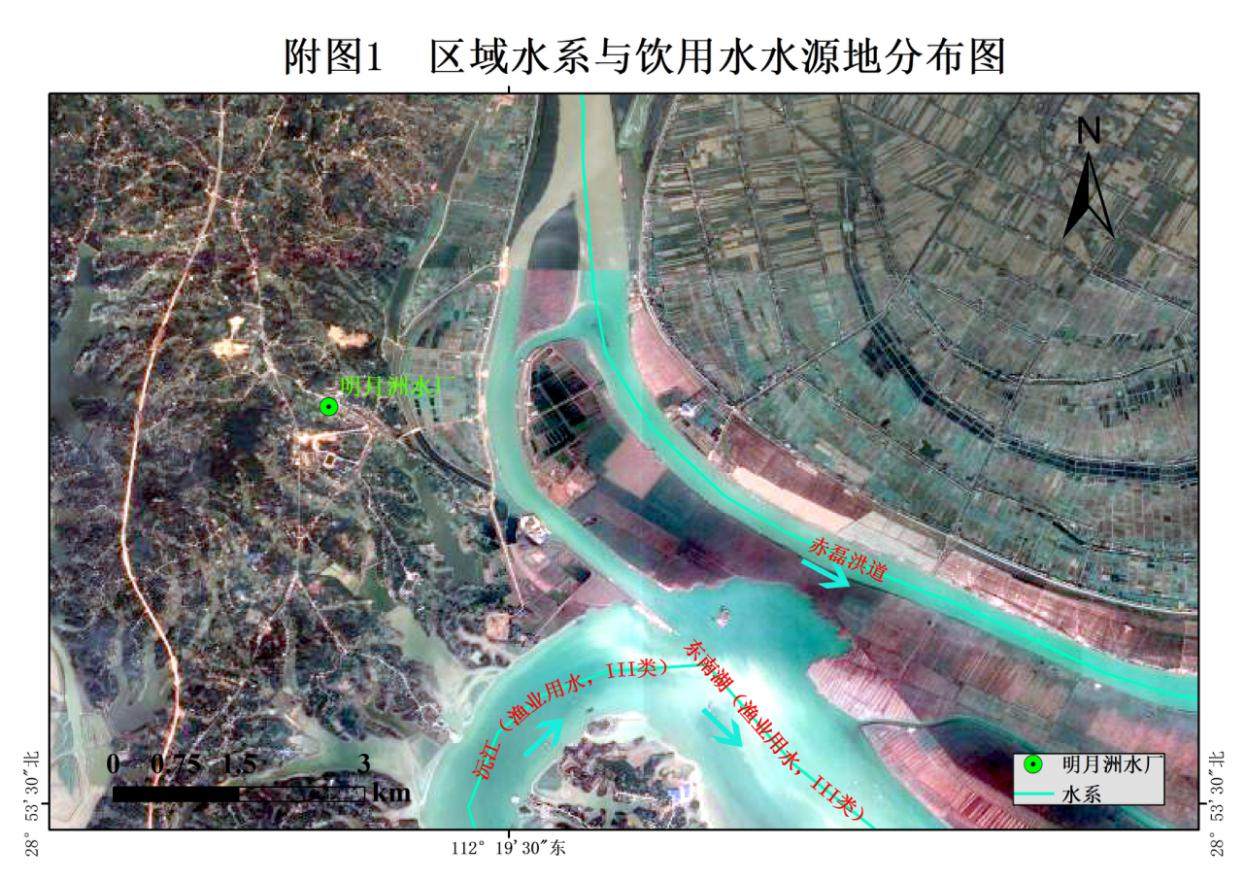 附图1 区域水系与饮用水水源地分布图
N
明月洲水厂
赤磊洪道
东南湖（渔业用水，III类）
沅江（渔业用水，III类）
0 0.75 1.5 3
km
明月洲水厂
水系
28° 53′30″北
28° 53′30″北
112° 19′30″东